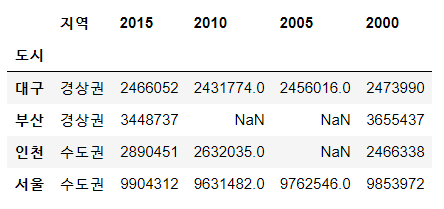 지역 2015 2010 2005 2000
도시
대구 경상권 2466052 2431774.0 2456016.0 2473990
부산 경상권 3448737 NaN NaN 3655437
인천 수도권 2890451 2632035.0 NaN 2466338
서울 수도권 9904312 9631482.0 9762546.0 9853972